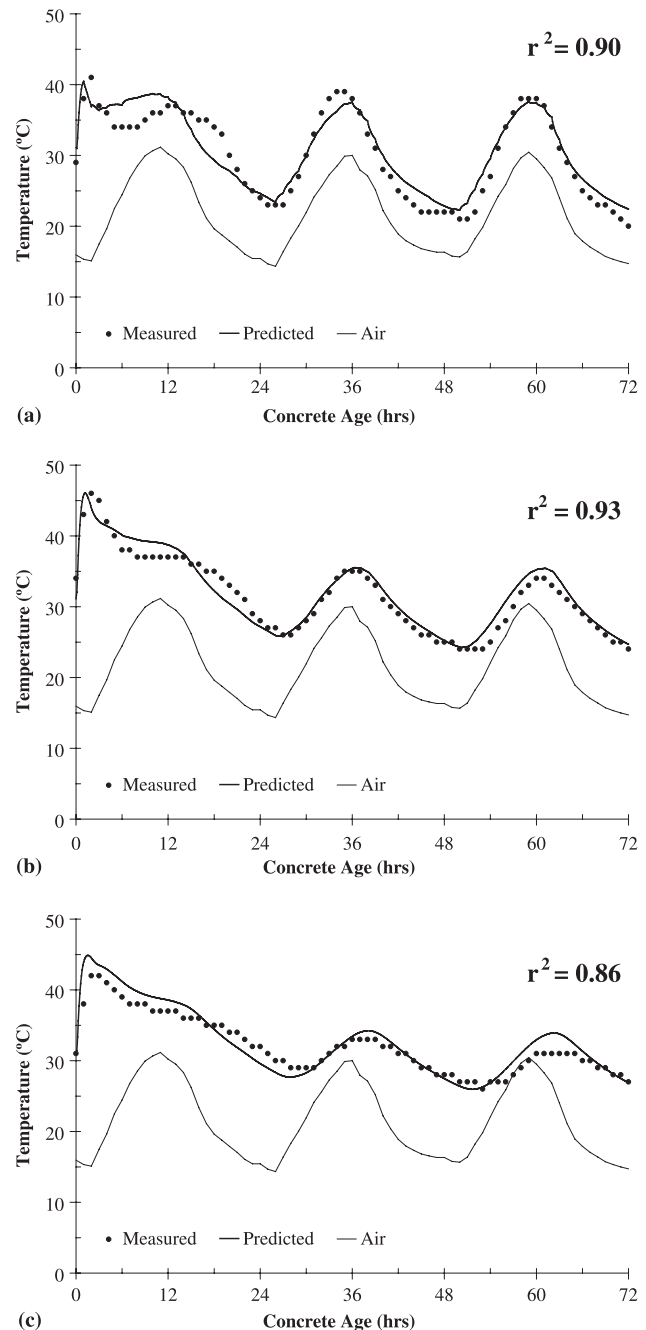 50
r² = 0.90
40
30
20
10
0
Temperature (ºC)
Measured Predicted Air
0 12 24 36 48 60 72
(a) Concrete Age (hrs)
50
r² = 0.93
40
30
20
10
0
Temperature (ºC)
Measured Predicted Air
0 12 24 36 48 60 72
(b) Concrete Age (hrs)
50
r² = 0.86
40
30
20
10
0
Temperature (ºC)
Measured Predicted Air
0 12 24 36 48 60 72
(c) Concrete Age (hrs)